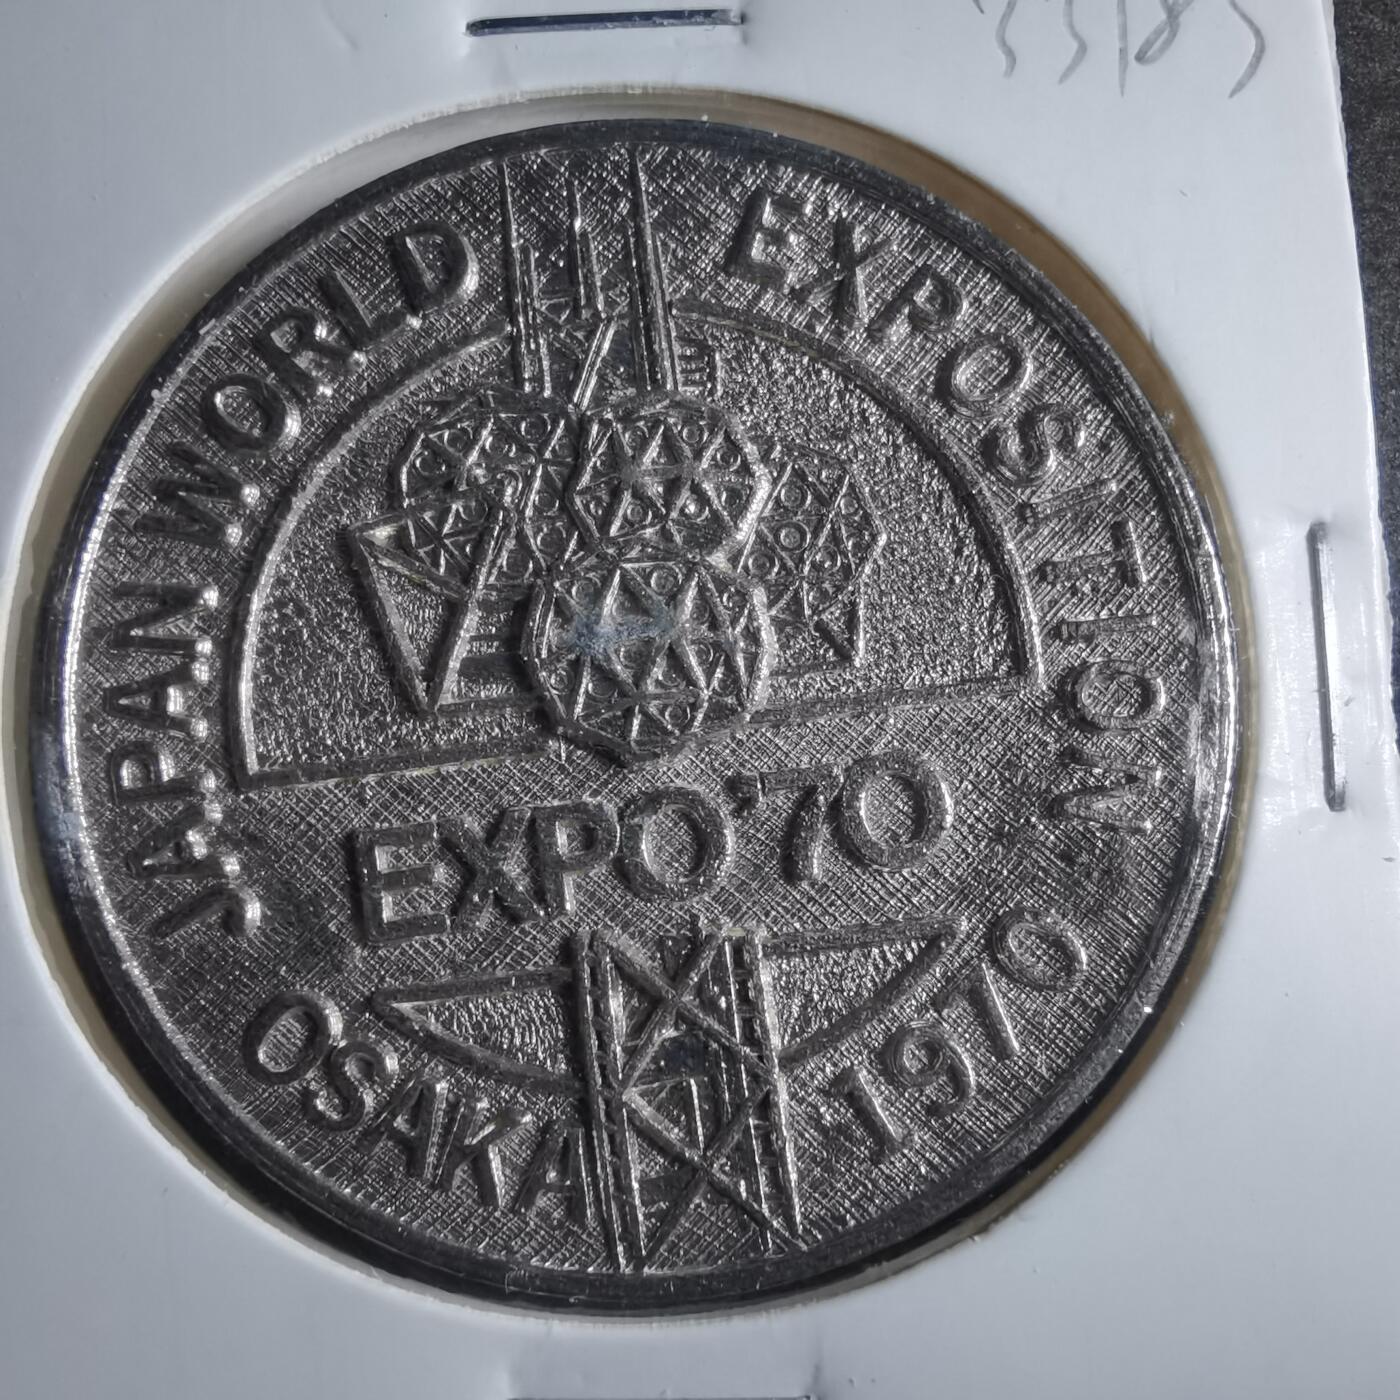 JAPAN WORLD EXPOSITION
EXPO'70
OSAKA 1970